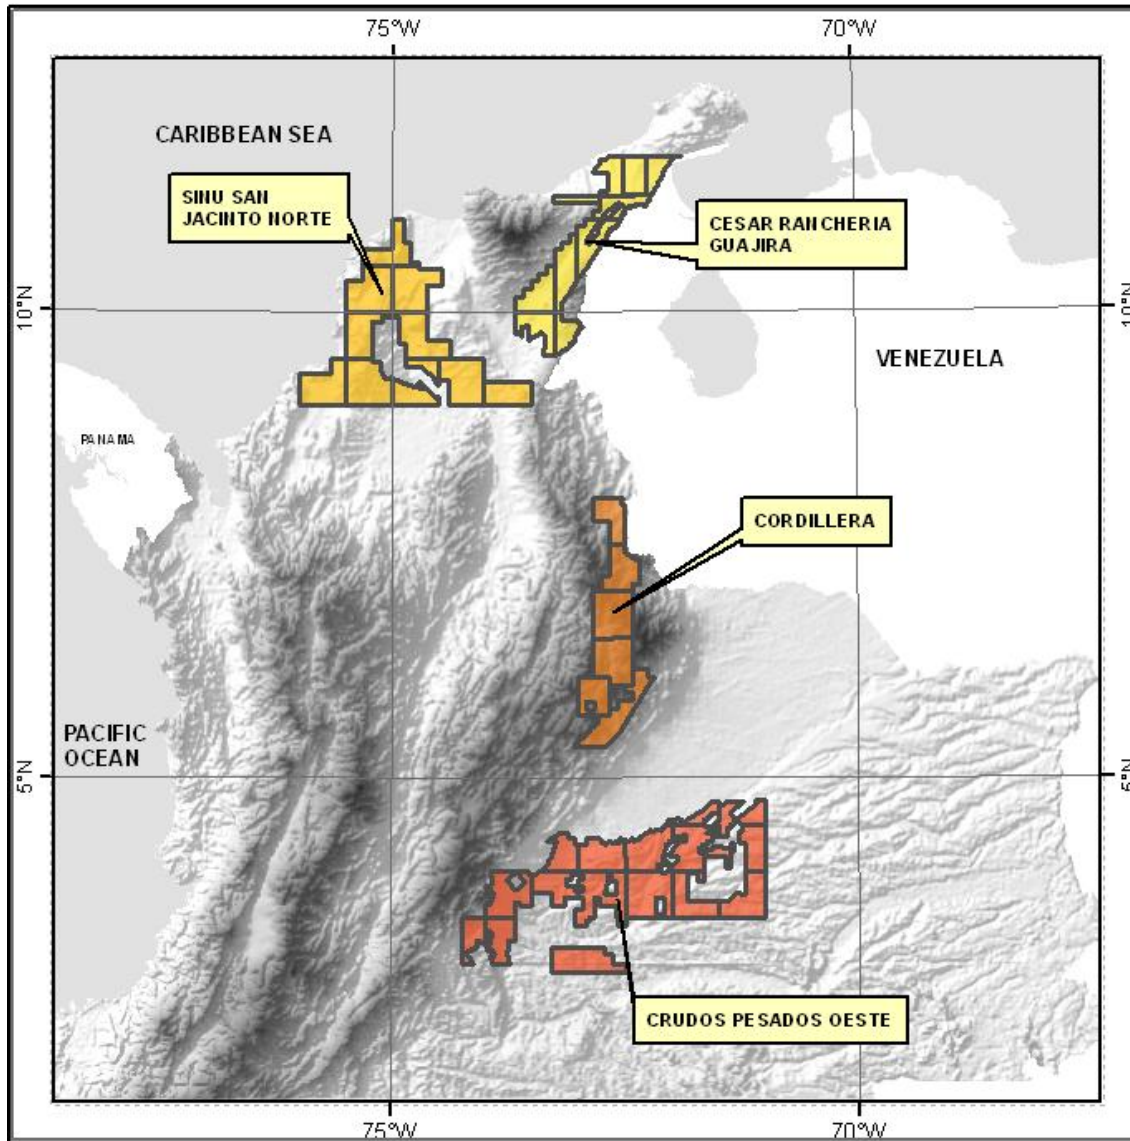 75°W
70°W
CARIBBEAN SEA
SINU SAN
JACINTO NORTE
CESAR RANCHERIA
GUAJIRA
10°N
10°N
VENEZUELA
PANAMA
CORDILLERA
PACIFIC
OCEAN
5°N
5°N
CRUDOS PESADOS OESTE
75°W
70°W